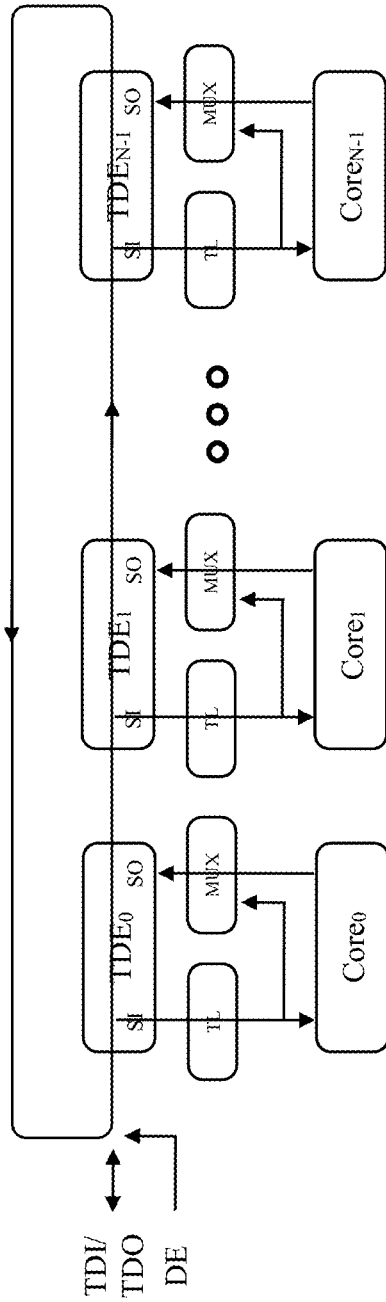 TDI/
TDO
DE
TDE0
SI
SO
TL
MUX
Core0
TDE1
SI
SO
TL
MUX
Core1
TDEN-1
SI
SO
TL
MUX
CoreN-1